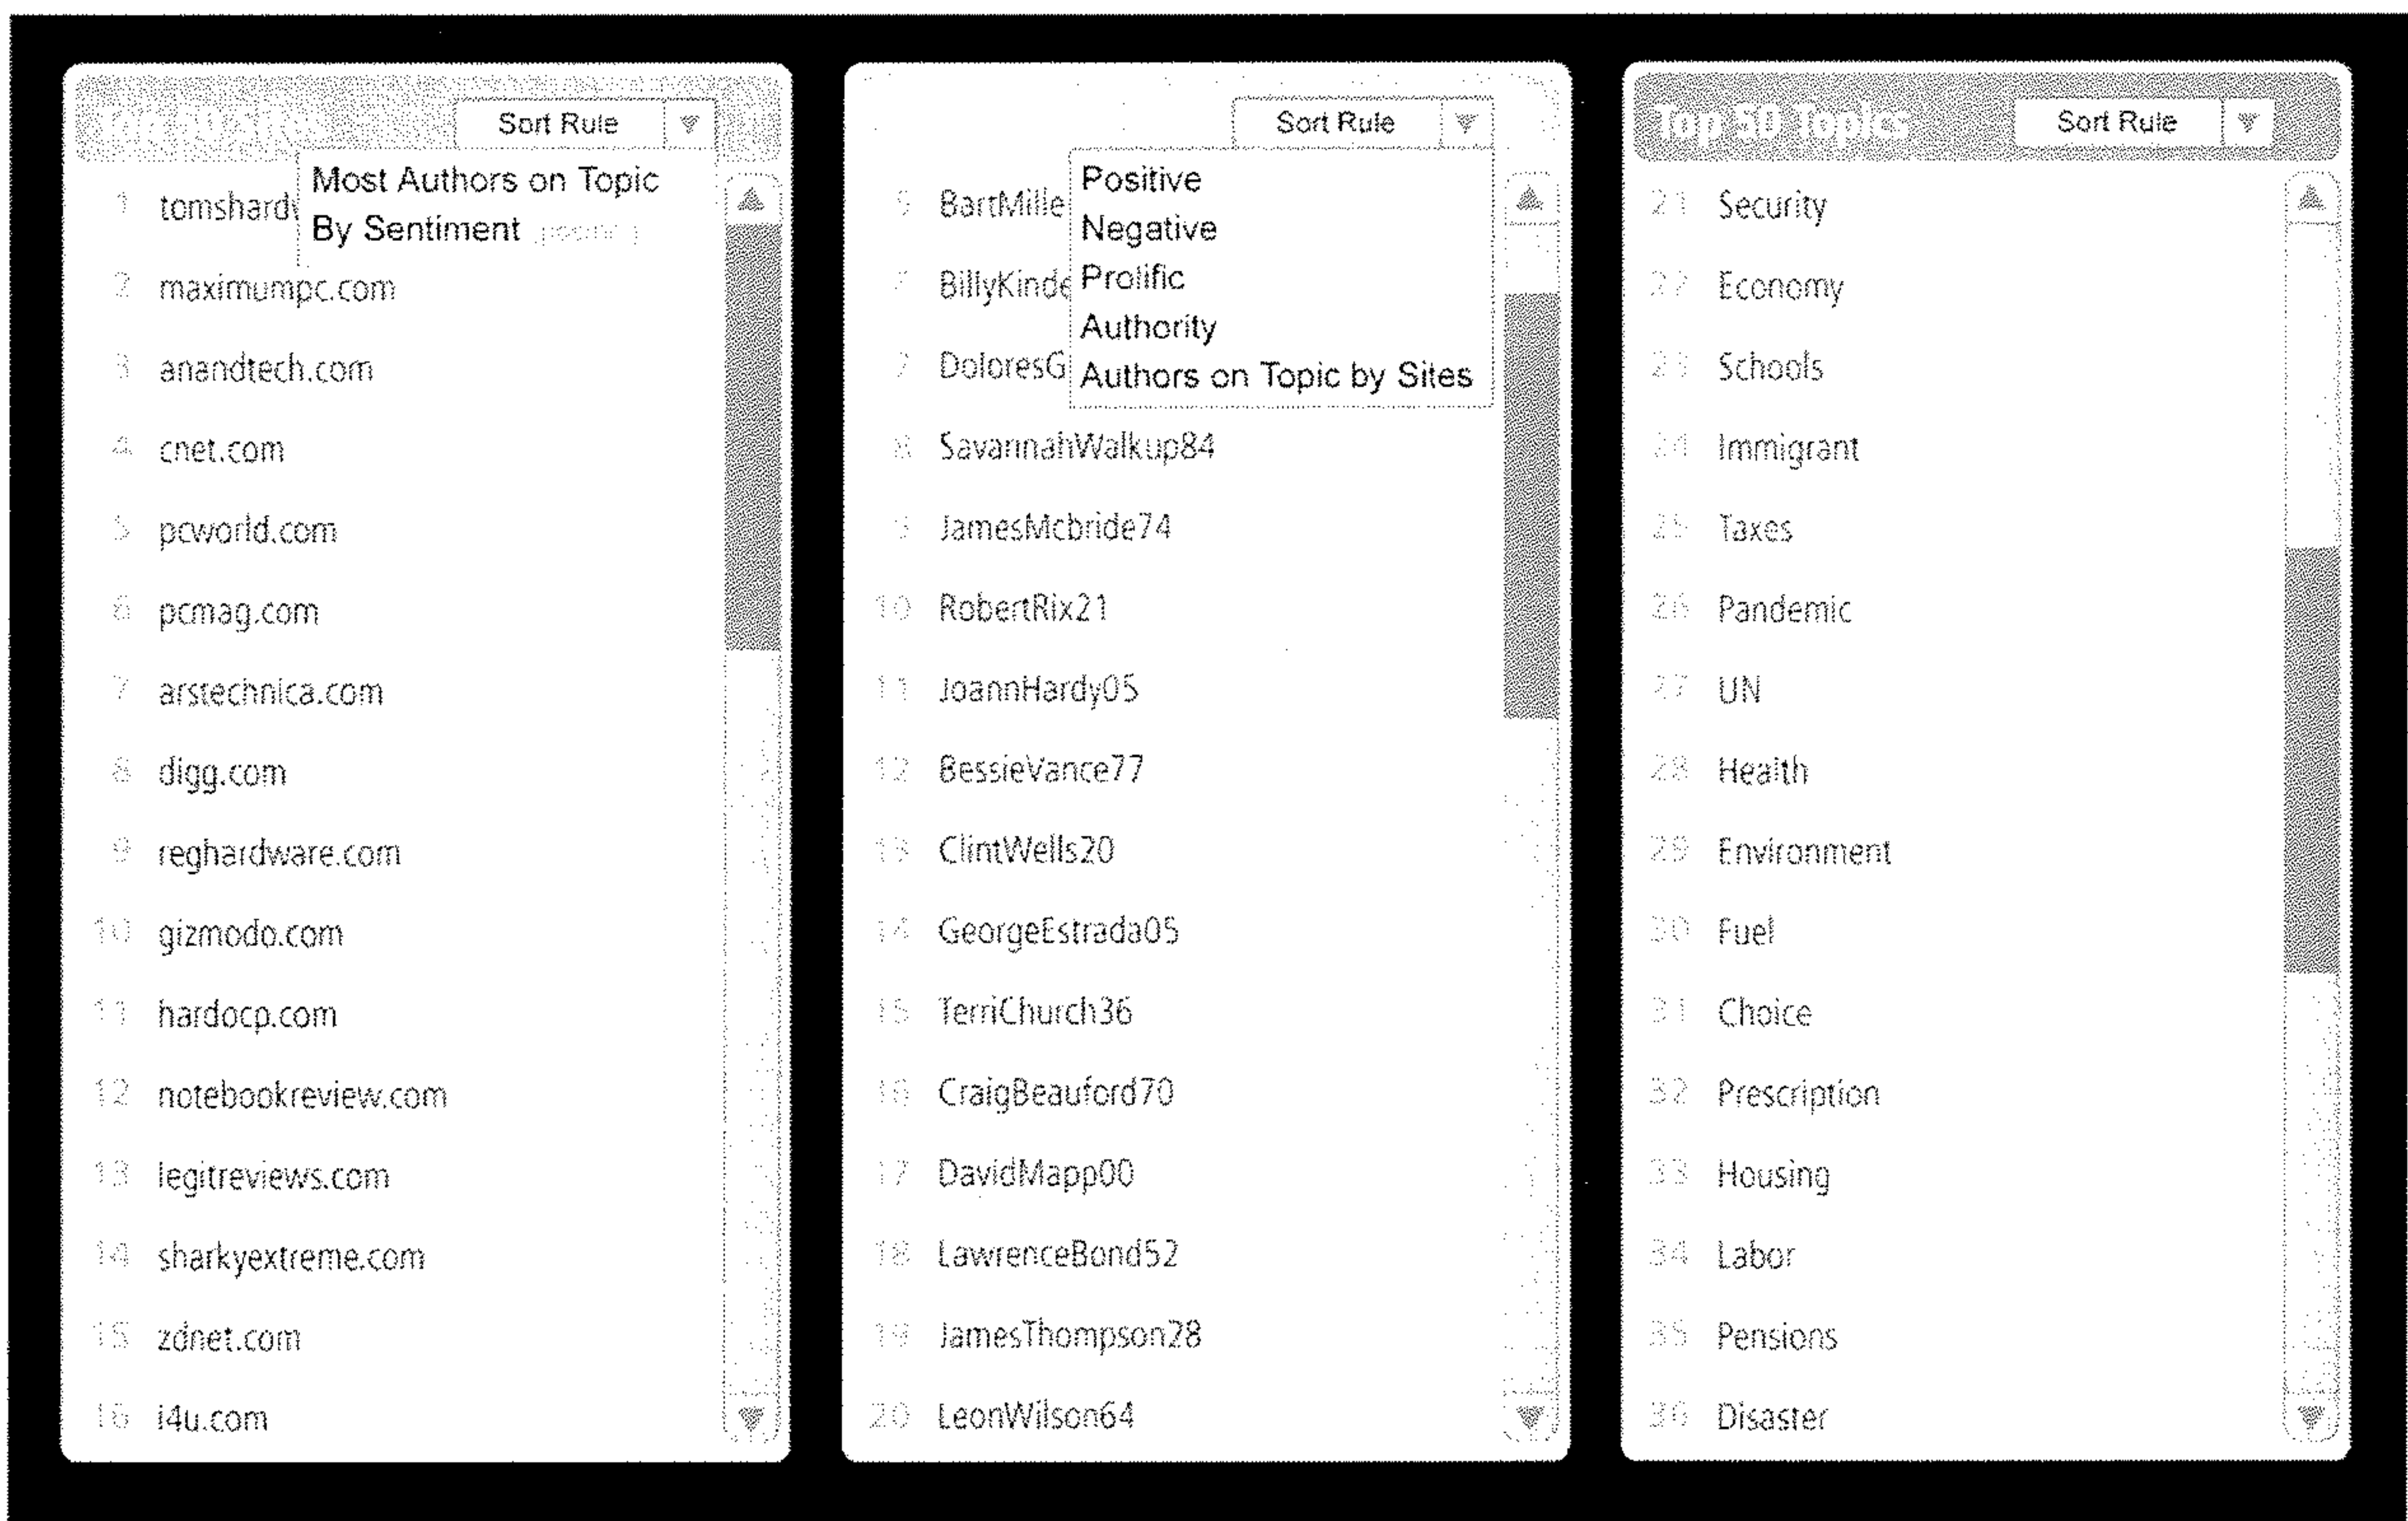 Top 50 Sites
Sort Rule
Most Authors on Topic
By Sentiment
1 tomshardw
2 maximumpc.com
3 anandtech.com
4 cnet.com
5 pcworld.com
6 pcmag.com
7 arstechnica.com
8 digg.com
9 reghardware.com
10 gizmodo.com
11 hardocp.com
12 notebookreview.com
13 legitreviews.com
14 sharkyextreme.com
15 zdnet.com
16 i4u.com
Sort Rule
Positive
Negative
Prolific
Authority
Authors on Topic by Sites
BartMille
BillyKinde
7 DoloresG
8 SavannahWalkup84
9 JamesMcbride74
10 RobertRix21
11 JoannHardy05
12 BessieVance77
13 ClintWells20
14 GeorgeEstrada05
15 TerriChurch36
16 CraigBeauford70
17 DavidMapp00
18 LawrenceBond52
19 JamesThompson28
20 LeonWilson64
Top 50 Topics
Sort Rule
21 Security
22 Economy
23 Schools
24 Immigrant
25 Taxes
26 Pandemic
27 UN
28 Health
29 Environment
30 Fuel
31 Choice
32 Prescription
33 Housing
34 Labor
35 Pensions
36 Disaster